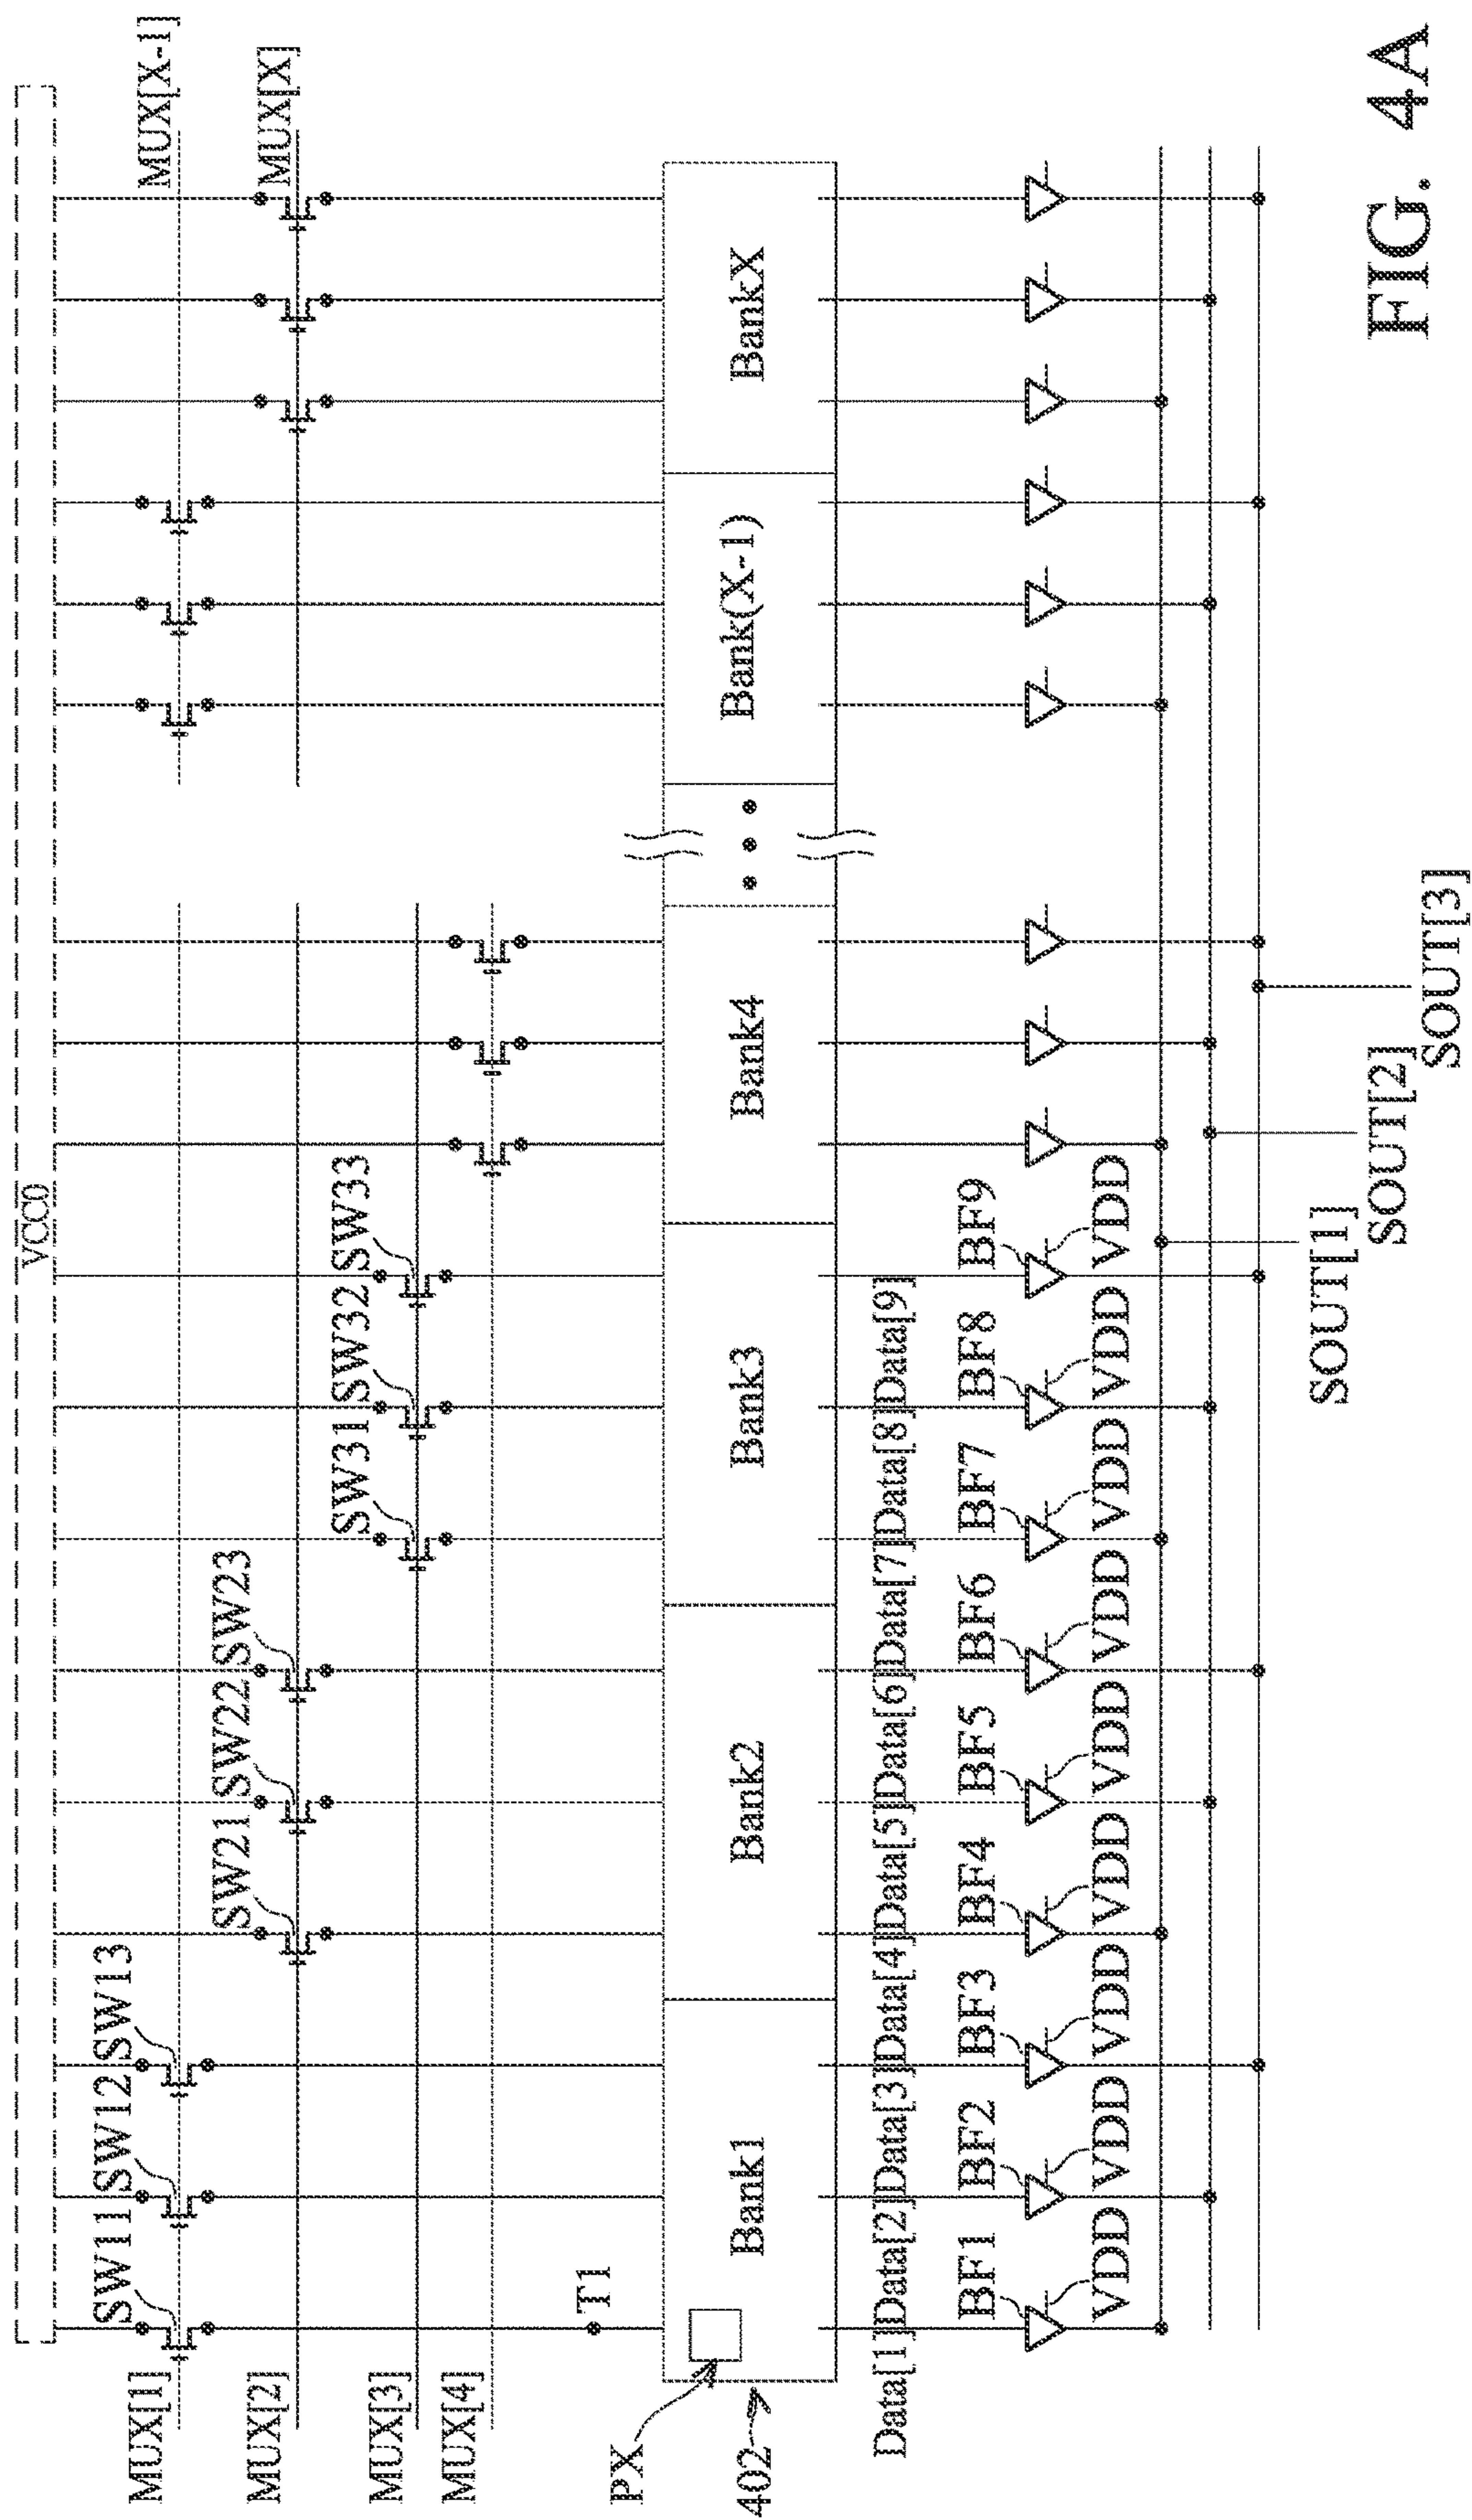 VCC0
MUX[1]
SW11
SW12
SW13
MUX[X-1]
MUX[2]
SW21
SW22
SW23
MUX[X]
MUX[3]
SW31
SW32
SW33
MUX[4]
T1
PX
402
Bank1
Bank2
Bank3
Bank4
Bank(X-1)
BankX
Data[1]
Data[2]
Data[3]
Data[4]
Data[5]
Data[6]
Data[7]
Data[8]
Data[9]
BF1
BF2
BF3
BF4
BF5
BF6
BF7
BF8
BF9
VDD
VDD
VDD
VDD
VDD
VDD
VDD
VDD
VDD
SOUT[1]
SOUT[2]
SOUT[3]
FIG. 4A